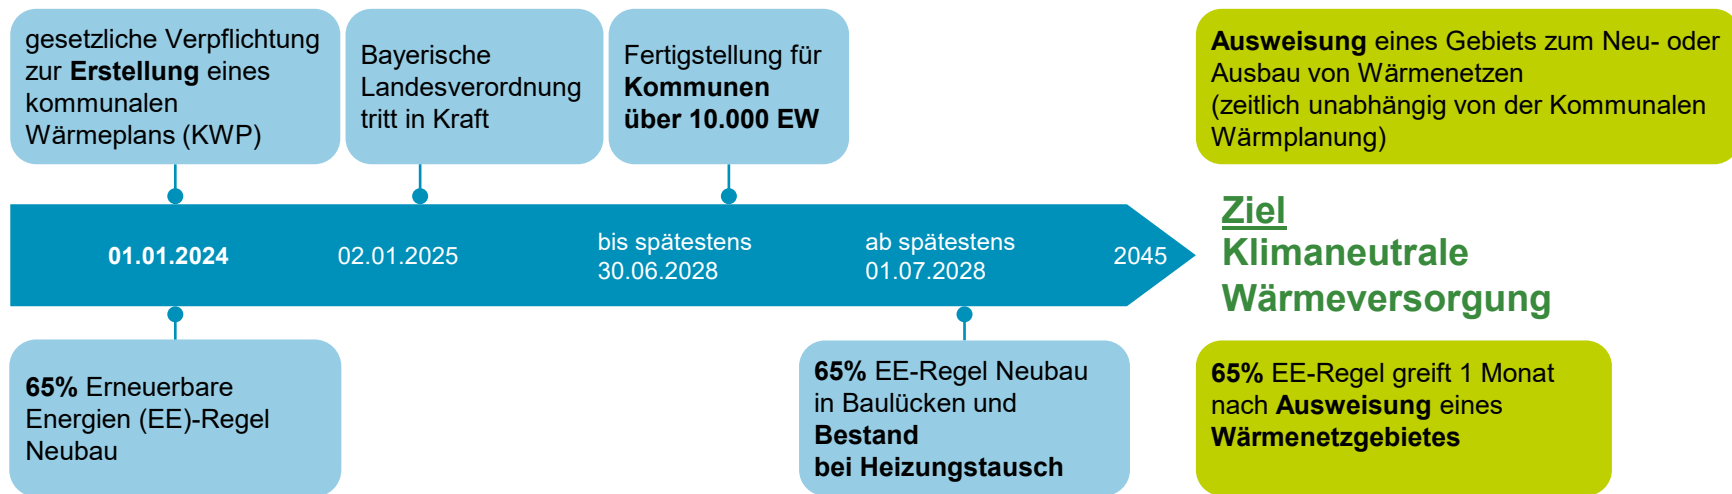 gesetzliche Verpflichtung
zur Erstellung eines
kommunalen
Wärmeplans (KWP)
Bayerische
Landesverordnung
tritt in Kraft
Fertigstellung für
Kommunen
über 10.000 EW
Ausweisung eines Gebiets zum Neu- oder
Ausbau von Wärmenetzen
(zeitlich unabhängig von der Kommunalen
Wärmplanung)
01.01.2024
02.01.2025
bis spätestens
30.06.2028
ab spätestens
01.07.2028
2045
Ziel
Klimaneutrale
Wärmeversorgung
65% Erneuerbare
Energien (EE)-Regel
Neubau
65% EE-Regel Neubau
in Baulücken und
Bestand
bei Heizungstausch
65% EE-Regel greift 1 Monat
nach Ausweisung eines
Wärmenetzgebietes